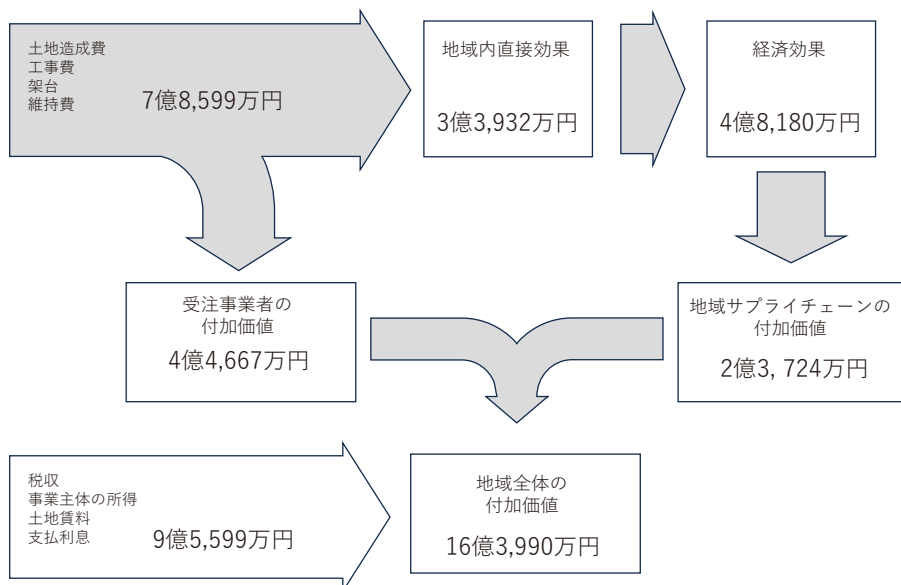 土地造成費
工事費
架台
維持費
7億8,599万円
地域内直接効果
3億3,932万円
経済効果
4億8,180万円
受注事業者の
付加価値
4億4,667万円
地域サプライチェーンの
付加価値
2億3, 724万円
税収
事業主体の所得
土地賃料
支払利息
9億5,599万円
地域全体の
付加価値
16億3,990万円